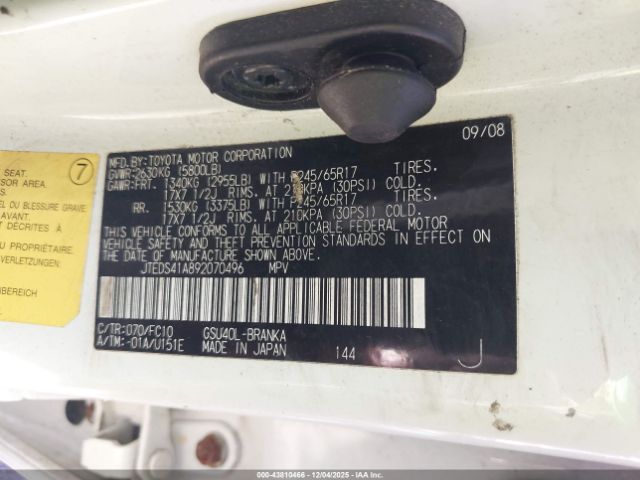 09/08
MFD.BY:TOYOTA MOTOR CORPORATION
GVWR:2630KG (5800LB)
GAWR:FRT. 1340KG (2955LB) WITH P245/65R17 TIRES.
17X7 1/2J RIMS. AT 210KPA (30PSI) COLD.
RR. 1530KG (3375LB) WITH P245/65R17 TIRES.
17X7 1/2J RIMS. AT 210KPA (30PSI) COLD.
THIS VEHICLE CONFORMS TO ALL APPLICABLE FEDERAL MOTOR
VEHICLE SAFETY AND THEFT PREVENTION STANDARDS IN EFFECT ON
THE DATE OF MANUFACTURE SHOWN ABOVE.
JTEDS41A892070496 MPV
C/TR:070/FC10 GSU40L-BRANKA
A/TM:-01A/U151E MADE IN JAPAN 144 J
7
SEAT.
SOR AREA.
OU BLESSURE GRAVE
AVANT.
DÉCRITES À
U PROPRIÉTAIRE.
BEREICH
000-43810466 - 12/04/2025 - IAAI.COM